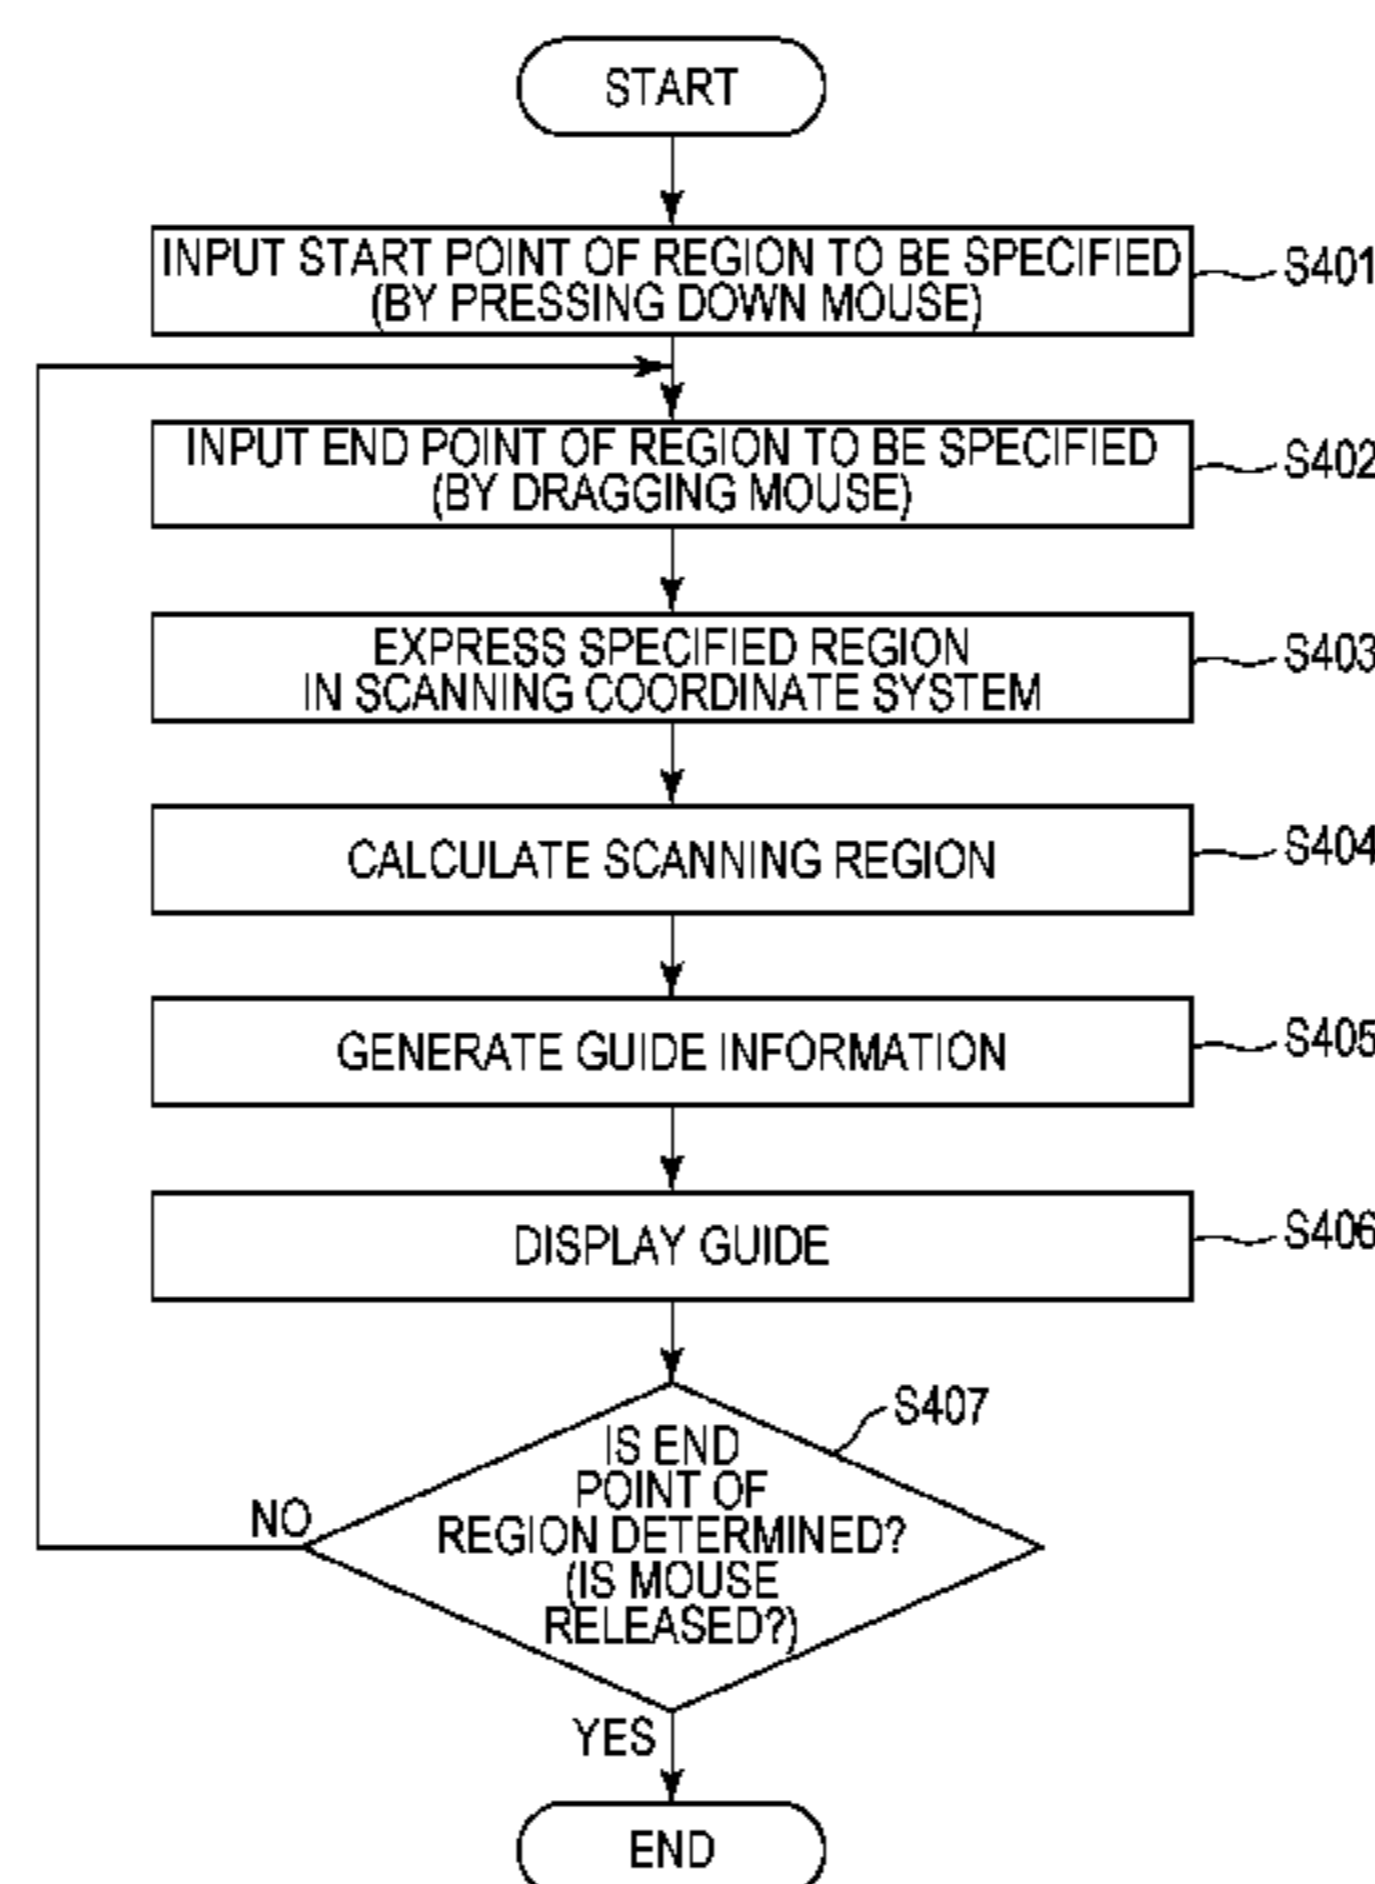 START
INPUT START POINT OF REGION TO BE SPECIFIED
(BY PRESSING DOWN MOUSE)
S401
INPUT END POINT OF REGION TO BE SPECIFIED
(BY DRAGGING MOUSE)
S402
EXPRESS SPECIFIED REGION
IN SCANNING COORDINATE SYSTEM
S403
CALCULATE SCANNING REGION
S404
GENERATE GUIDE INFORMATION
S405
DISPLAY GUIDE
S406
S407
IS END
POINT OF
REGION DETERMINED?
(IS MOUSE
RELEASED?)
NO
YES
END